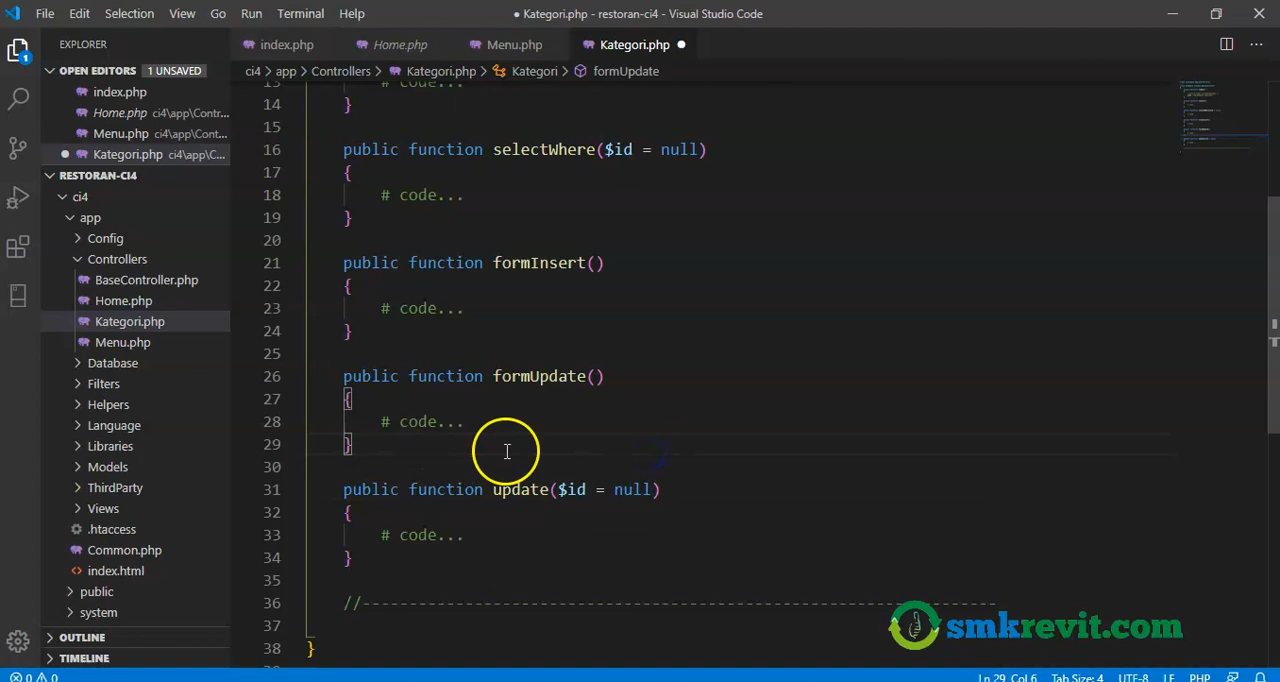 File Edit Selection View Go Run Terminal Help
● Kategori.php - restoran-ci4 - Visual Studio Code
EXPLORER
index.php Home.php Menu.php Kategori.php ●
OPEN EDITORS 1 UNSAVED
index.php
Home.php ci4\app\Contr...
Menu.php ci4\app\Contr...
● Kategori.php ci4\app\C...
RESTORAN-CI4
ci4
app
Config
Controllers
BaseController.php
Home.php
Kategori.php
Menu.php
Database
Filters
Helpers
Language
Libraries
Models
ThirdParty
Views
.htaccess
Common.php
index.html
public
system
OUTLINE
TIMELINE
1
ci4 > app > Controllers > Kategori.php > Kategori > formUpdate
13 # code...
14 }
15
16 public function selectWhere($id = null)
17 {
18 # code...
19 }
20
21 public function formInsert()
22 {
23 # code...
24 }
25
26 public function formUpdate()
27 {
28 # code...
29 }
30
31 public function update($id = null)
32 {
33 # code...
34 }
35
36 //--------------------------------------------------------------------
37
38 }
smkrevit.com
0 0 Ln 29, Col 6 Tab Size: 4 UTF-8 LF PHP